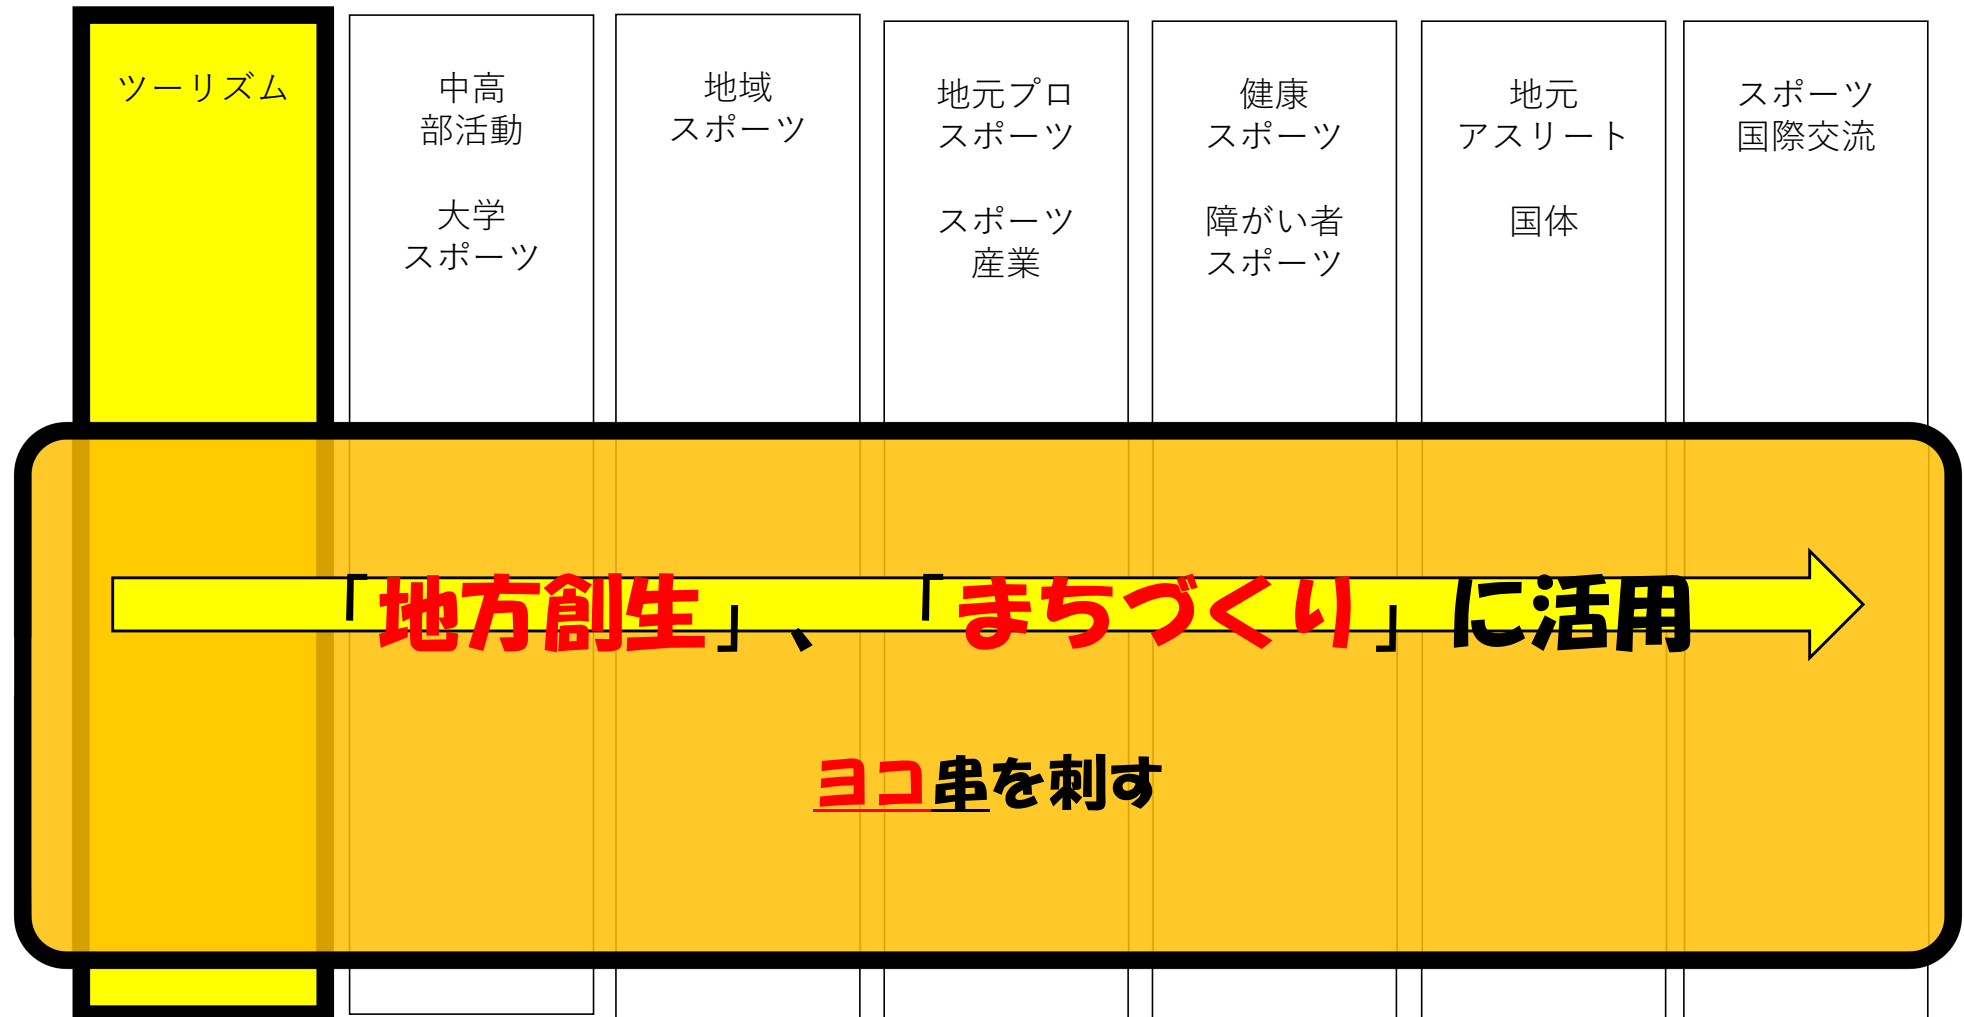 ツーリズム
中高
部活動
大学
スポーツ
地域
スポーツ
地元プロ
スポーツ
スポーツ
産業
健康
スポーツ
障がい者
スポーツ
地元
アスリート
国体
スポーツ
国際交流
「地方創生」、「まちづくり」に活用
ヨコ串を刺す